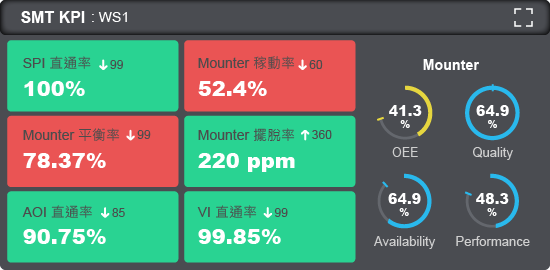 SMT KPI : WS1
SPI 直通率 ↓99
100%
Mounter 稼動率 ↓60
52.4%
Mounter 平衡率 ↓99
78.37%
Mounter 擺脫率 ↑360
220 ppm
AOI 直通率 ↓85
90.75%
VI 直通率 ↓99
99.85%
Mounter
41.3
%
OEE
64.9
%
Quality
64.9
%
Availability
48.3
%
Performance